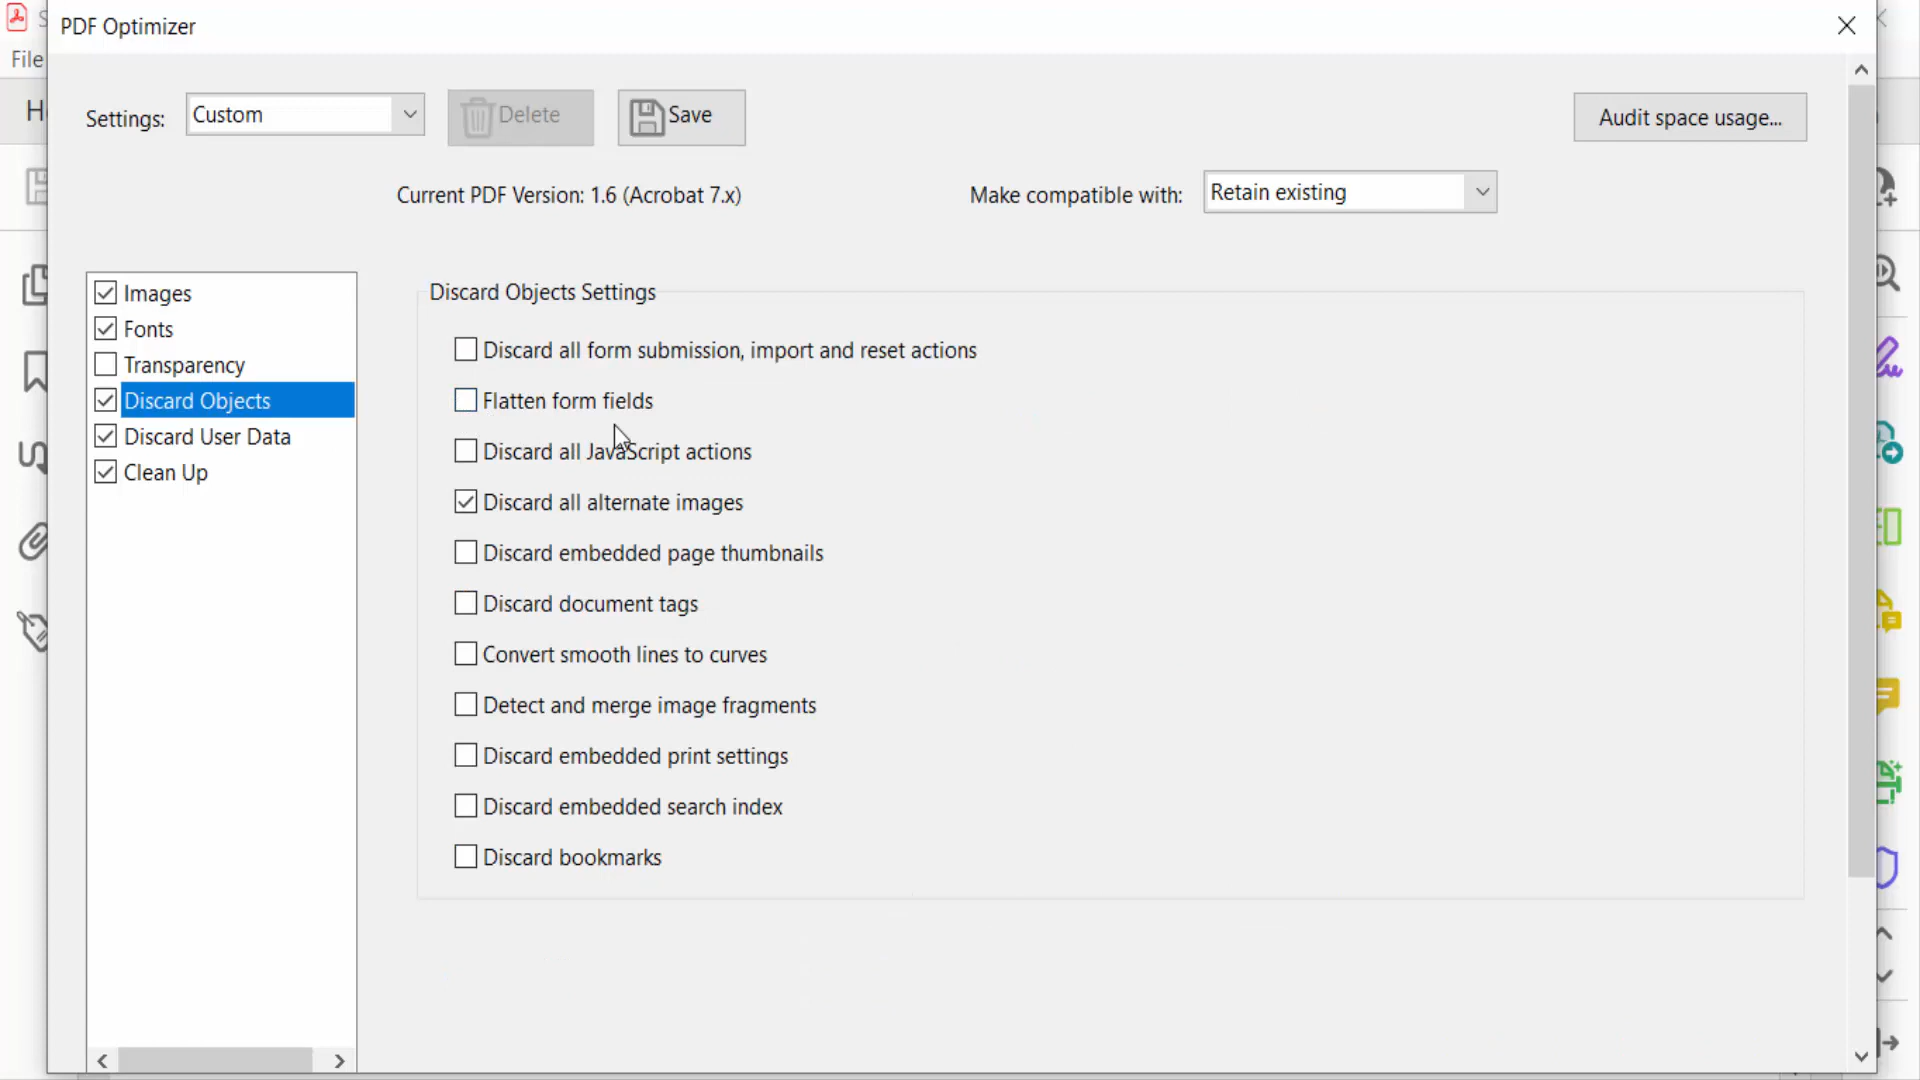 PDF Optimizer
File
Settings:
Custom
Delete
Save
Audit space usage...
Current PDF Version: 1.6 (Acrobat 7.x)
Make compatible with:
Retain existing
Images
Fonts
Transparency
Discard Objects
Discard User Data
Clean Up
Discard Objects Settings
Discard all form submission, import and reset actions
Flatten form fields
Discard all JavaScript actions
Discard all alternate images
Discard embedded page thumbnails
Discard document tags
Convert smooth lines to curves
Detect and merge image fragments
Discard embedded print settings
Discard embedded search index
Discard bookmarks